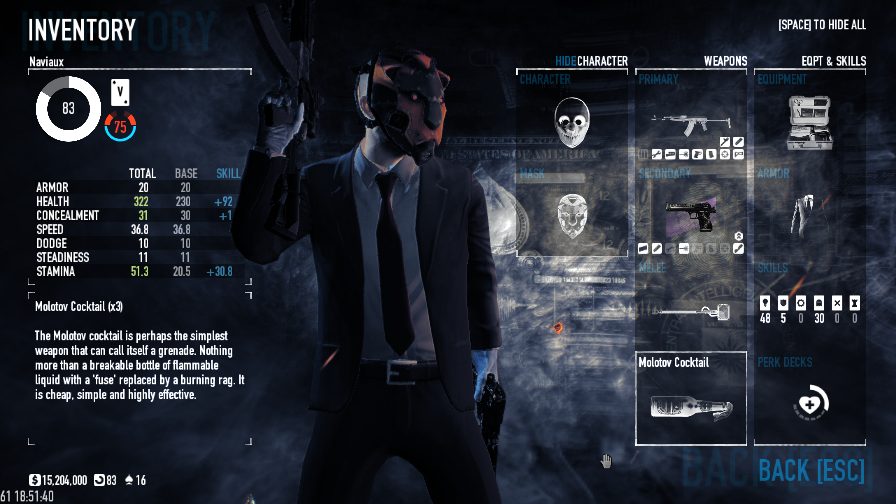 INVENTORY
[SPACE] TO HIDE ALL
Naviaux
83
V
75
TOTAL BASE SKILL
ARMOR 20 20
HEALTH 322 230 +92
CONCEALMENT 31 30 +1
SPEED 36.8 36.8
DODGE 10 10
STEADINESS 11 11
STAMINA 51.3 20.5 +30.8
Molotov Cocktail (x3)
The Molotov cocktail is perhaps the simplest
weapon that can call itself a grenade. Nothing
more than a breakable bottle of flammable
liquid with a 'fuse' replaced by a burning rag. It
is cheap, simple and highly effective.
$15,204,000 83 16
61 18:51:40
HIDE CHARACTER
CHARACTER
MASK
WEAPONS
PRIMARY
SECONDARY
MELEE
Molotov Cocktail
EQPT & SKILLS
EQUIPMENT
ARMOR
SKILLS
48 5 0 30 0 0
PERK DECKS
BACK [ESC]